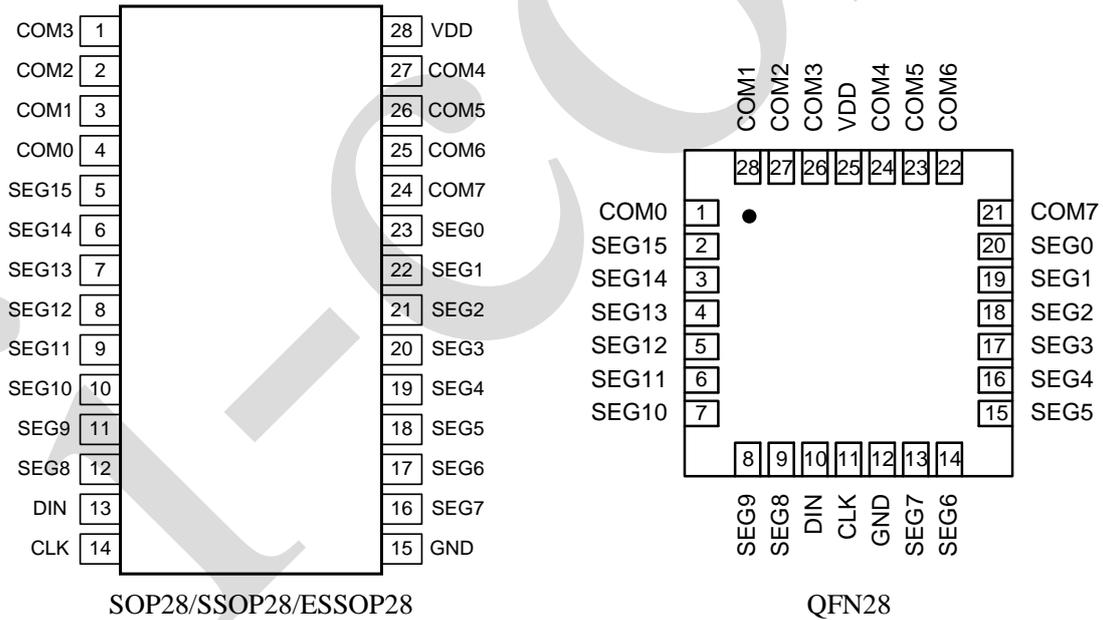 COM3 1 28 VDD
COM2 2 27 COM4
COM1 3 26 COM5
COM0 4 25 COM6
SEG15 5 24 COM7
SEG14 6 23 SEG0
SEG13 7 22 SEG1
SEG12 8 21 SEG2
SEG11 9 20 SEG3
SEG10 10 19 SEG4
SEG9 11 18 SEG5
SEG8 12 17 SEG6
DIN 13 16 SEG7
CLK 14 15 GND
SOP28/SSOP28/ESSOP28
COM1 COM2 COM3 VDD COM4 COM5 COM6
28 27 26 25 24 23 22
COM0 1 21 COM7
SEG15 2 20 SEG0
SEG14 3 19 SEG1
SEG13 4 18 SEG2
SEG12 5 17 SEG3
SEG11 6 16 SEG4
SEG10 7 15 SEG5
8 9 10 11 12 13 14
SEG9 SEG8 DIN CLK GND SEG7 SEG6
QFN28